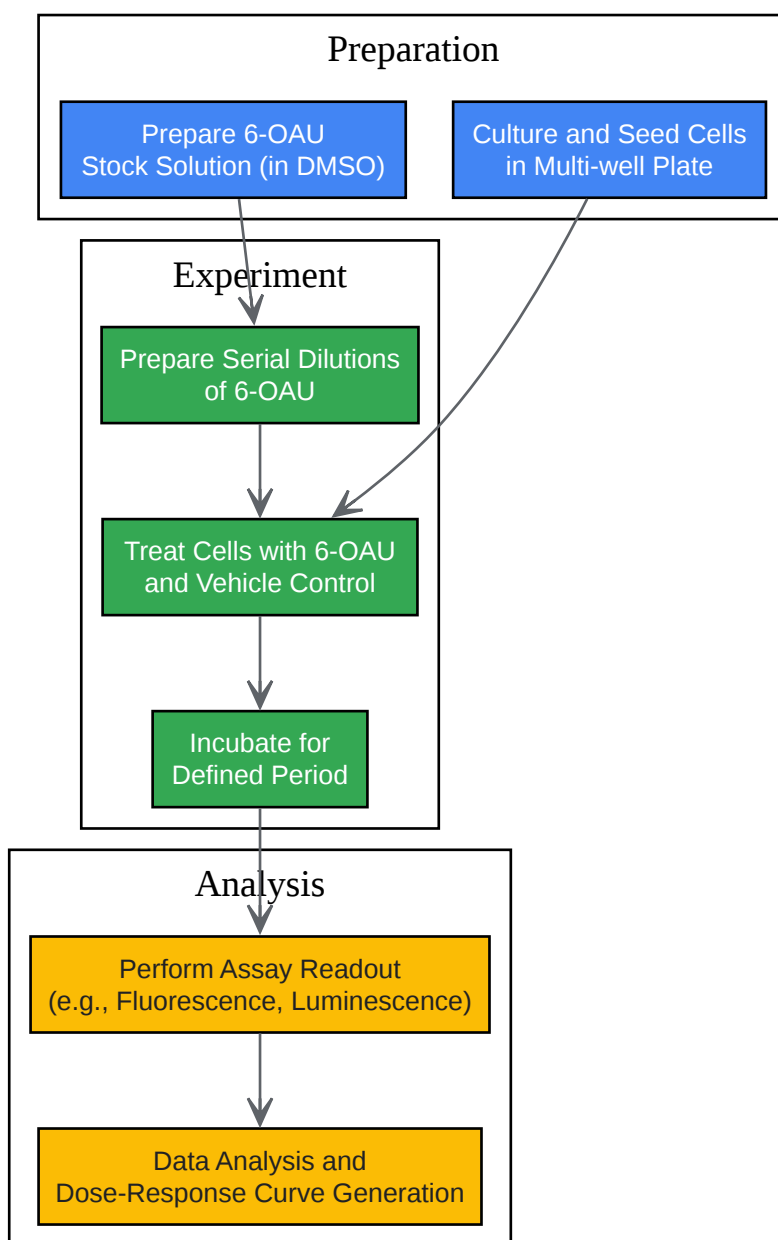 Preparation
Prepare 6-OAU
Stock Solution (in DMSO)
Culture and Seed Cells
in Multi-well Plate
Experiment
Prepare Serial Dilutions
of 6-OAU
Treat Cells with 6-OAU
and Vehicle Control
Incubate for
Defined Period
Analysis
Perform Assay Readout
(e.g., Fluorescence, Luminescence)
Data Analysis and
Dose-Response Curve Generation